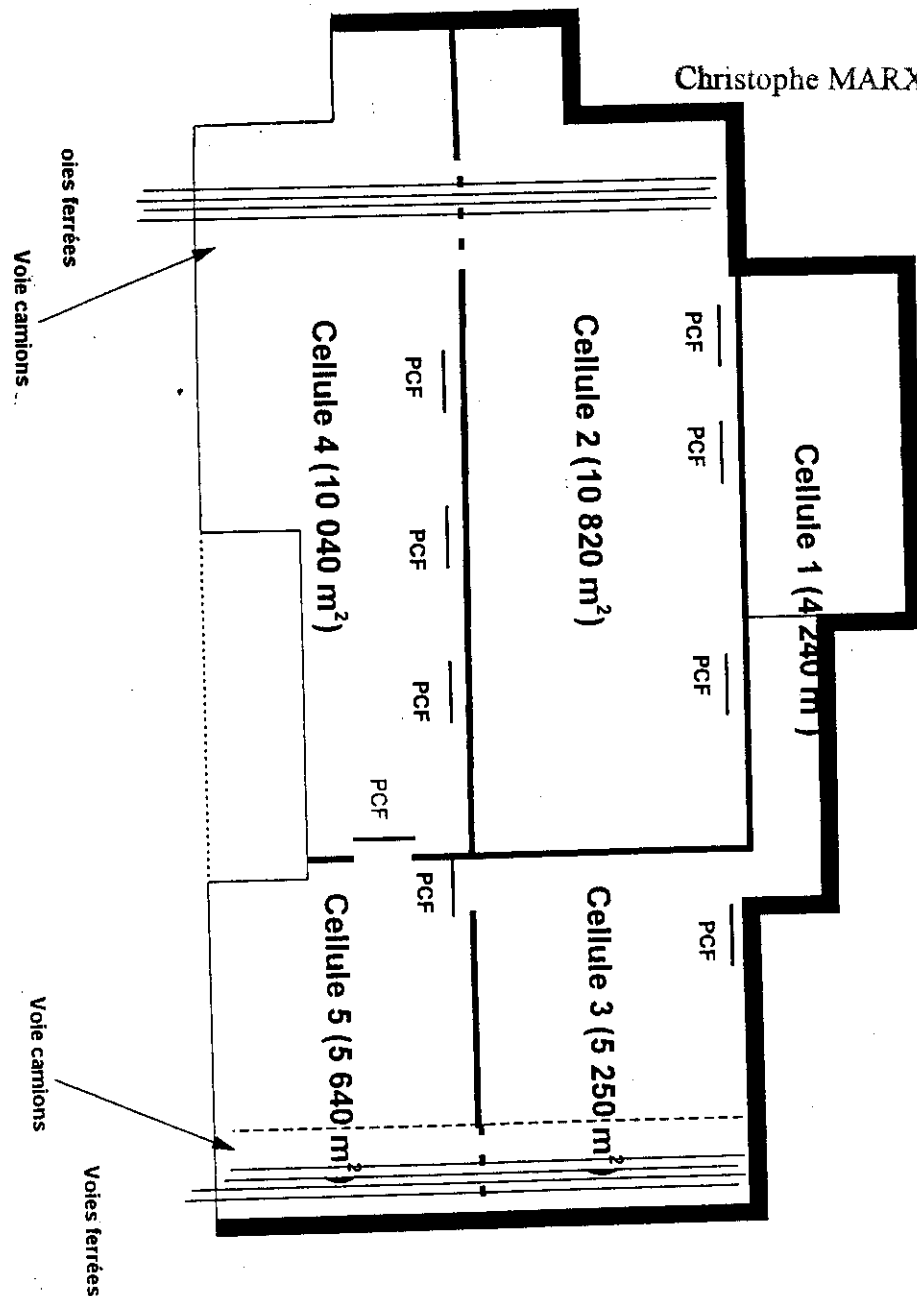 Christophe MARX
Cellule 1 (4 240 m )
PCF
PCF
PCF
PCF
Cellule 2 (10 820 m²)
Cellule 3 (5 250 m²)
PCF
PCF
PCF
PCF
PCF
Cellule 4 (10 040 m²)
Cellule 5 (5 640 m²)
oies ferrées
Voie camions
Voie camions
Voies ferrées